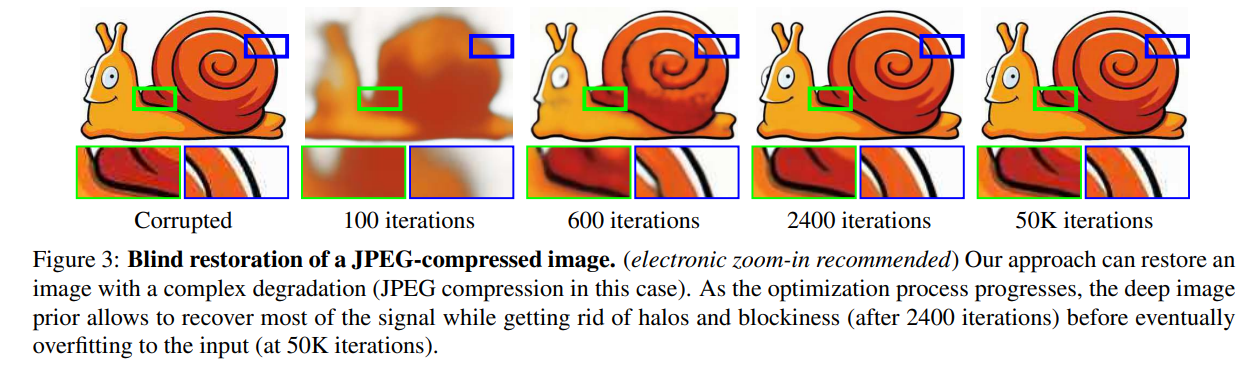 Corrupted 100 iterations 600 iterations 2400 iterations 50K iterations
Figure 3: Blind restoration of a JPEG-compressed image. (electronic zoom-in recommended) Our approach can restore an
image with a complex degradation (JPEG compression in this case). As the optimization process progresses, the deep image
prior allows to recover most of the signal while getting rid of halos and blockiness (after 2400 iterations) before eventually
overfitting to the input (at 50K iterations).